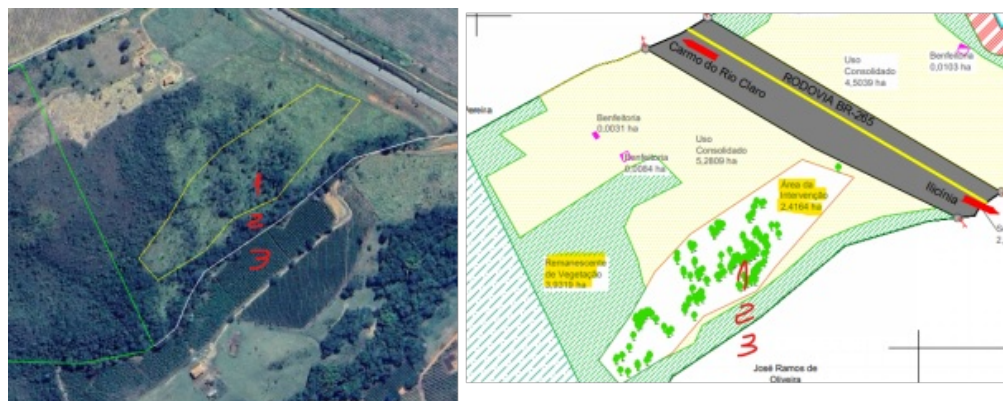 1
2
3
Carmo do Rio Claro
RODOVIA BR-265
Ilicínia
Uso
Consolidado
4,5039 ha
Benfeitoria
0,0103 ha
Pereira
Benfeitoria
0,0031 ha
Benfeitoria
0,0084 ha
Uso
Consolidado
5,2809 ha
Área da
Intervenção
2,4164 ha
Remanescente
de Vegetação
3,9319 ha
1
2
3
José Ramos de
Oliveira